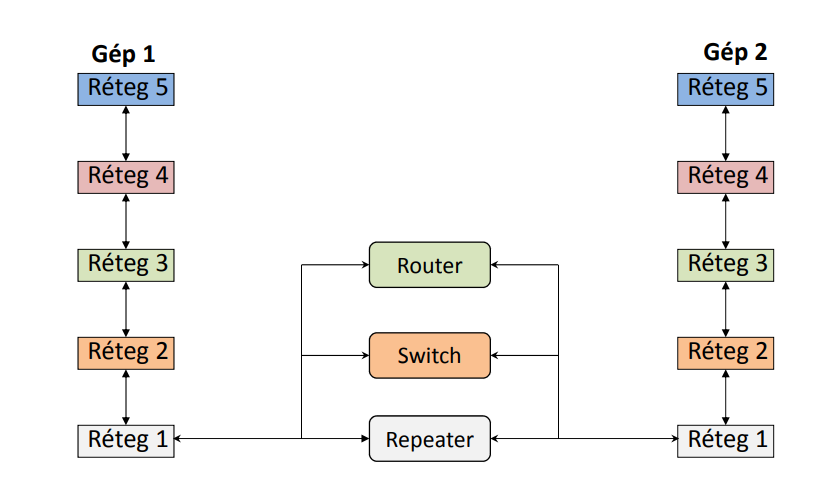 Gép 1
Gép 2
Réteg 5
Réteg 5
Réteg 4
Réteg 4
Réteg 3
Router
Réteg 3
Réteg 2
Switch
Réteg 2
Réteg 1
Repeater
Réteg 1